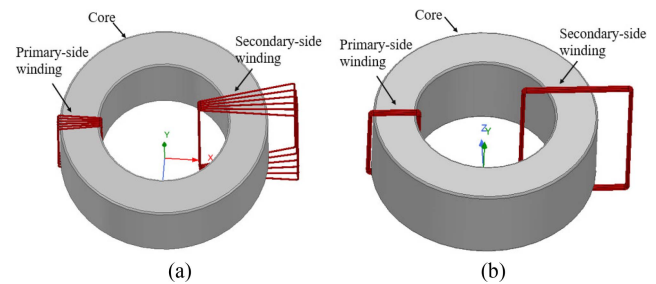 Core
Secondary-side
winding
Primary-side
winding
Y
X
(a)
Core
Secondary-side
winding
Primary-side
winding
Z
Y
(b)